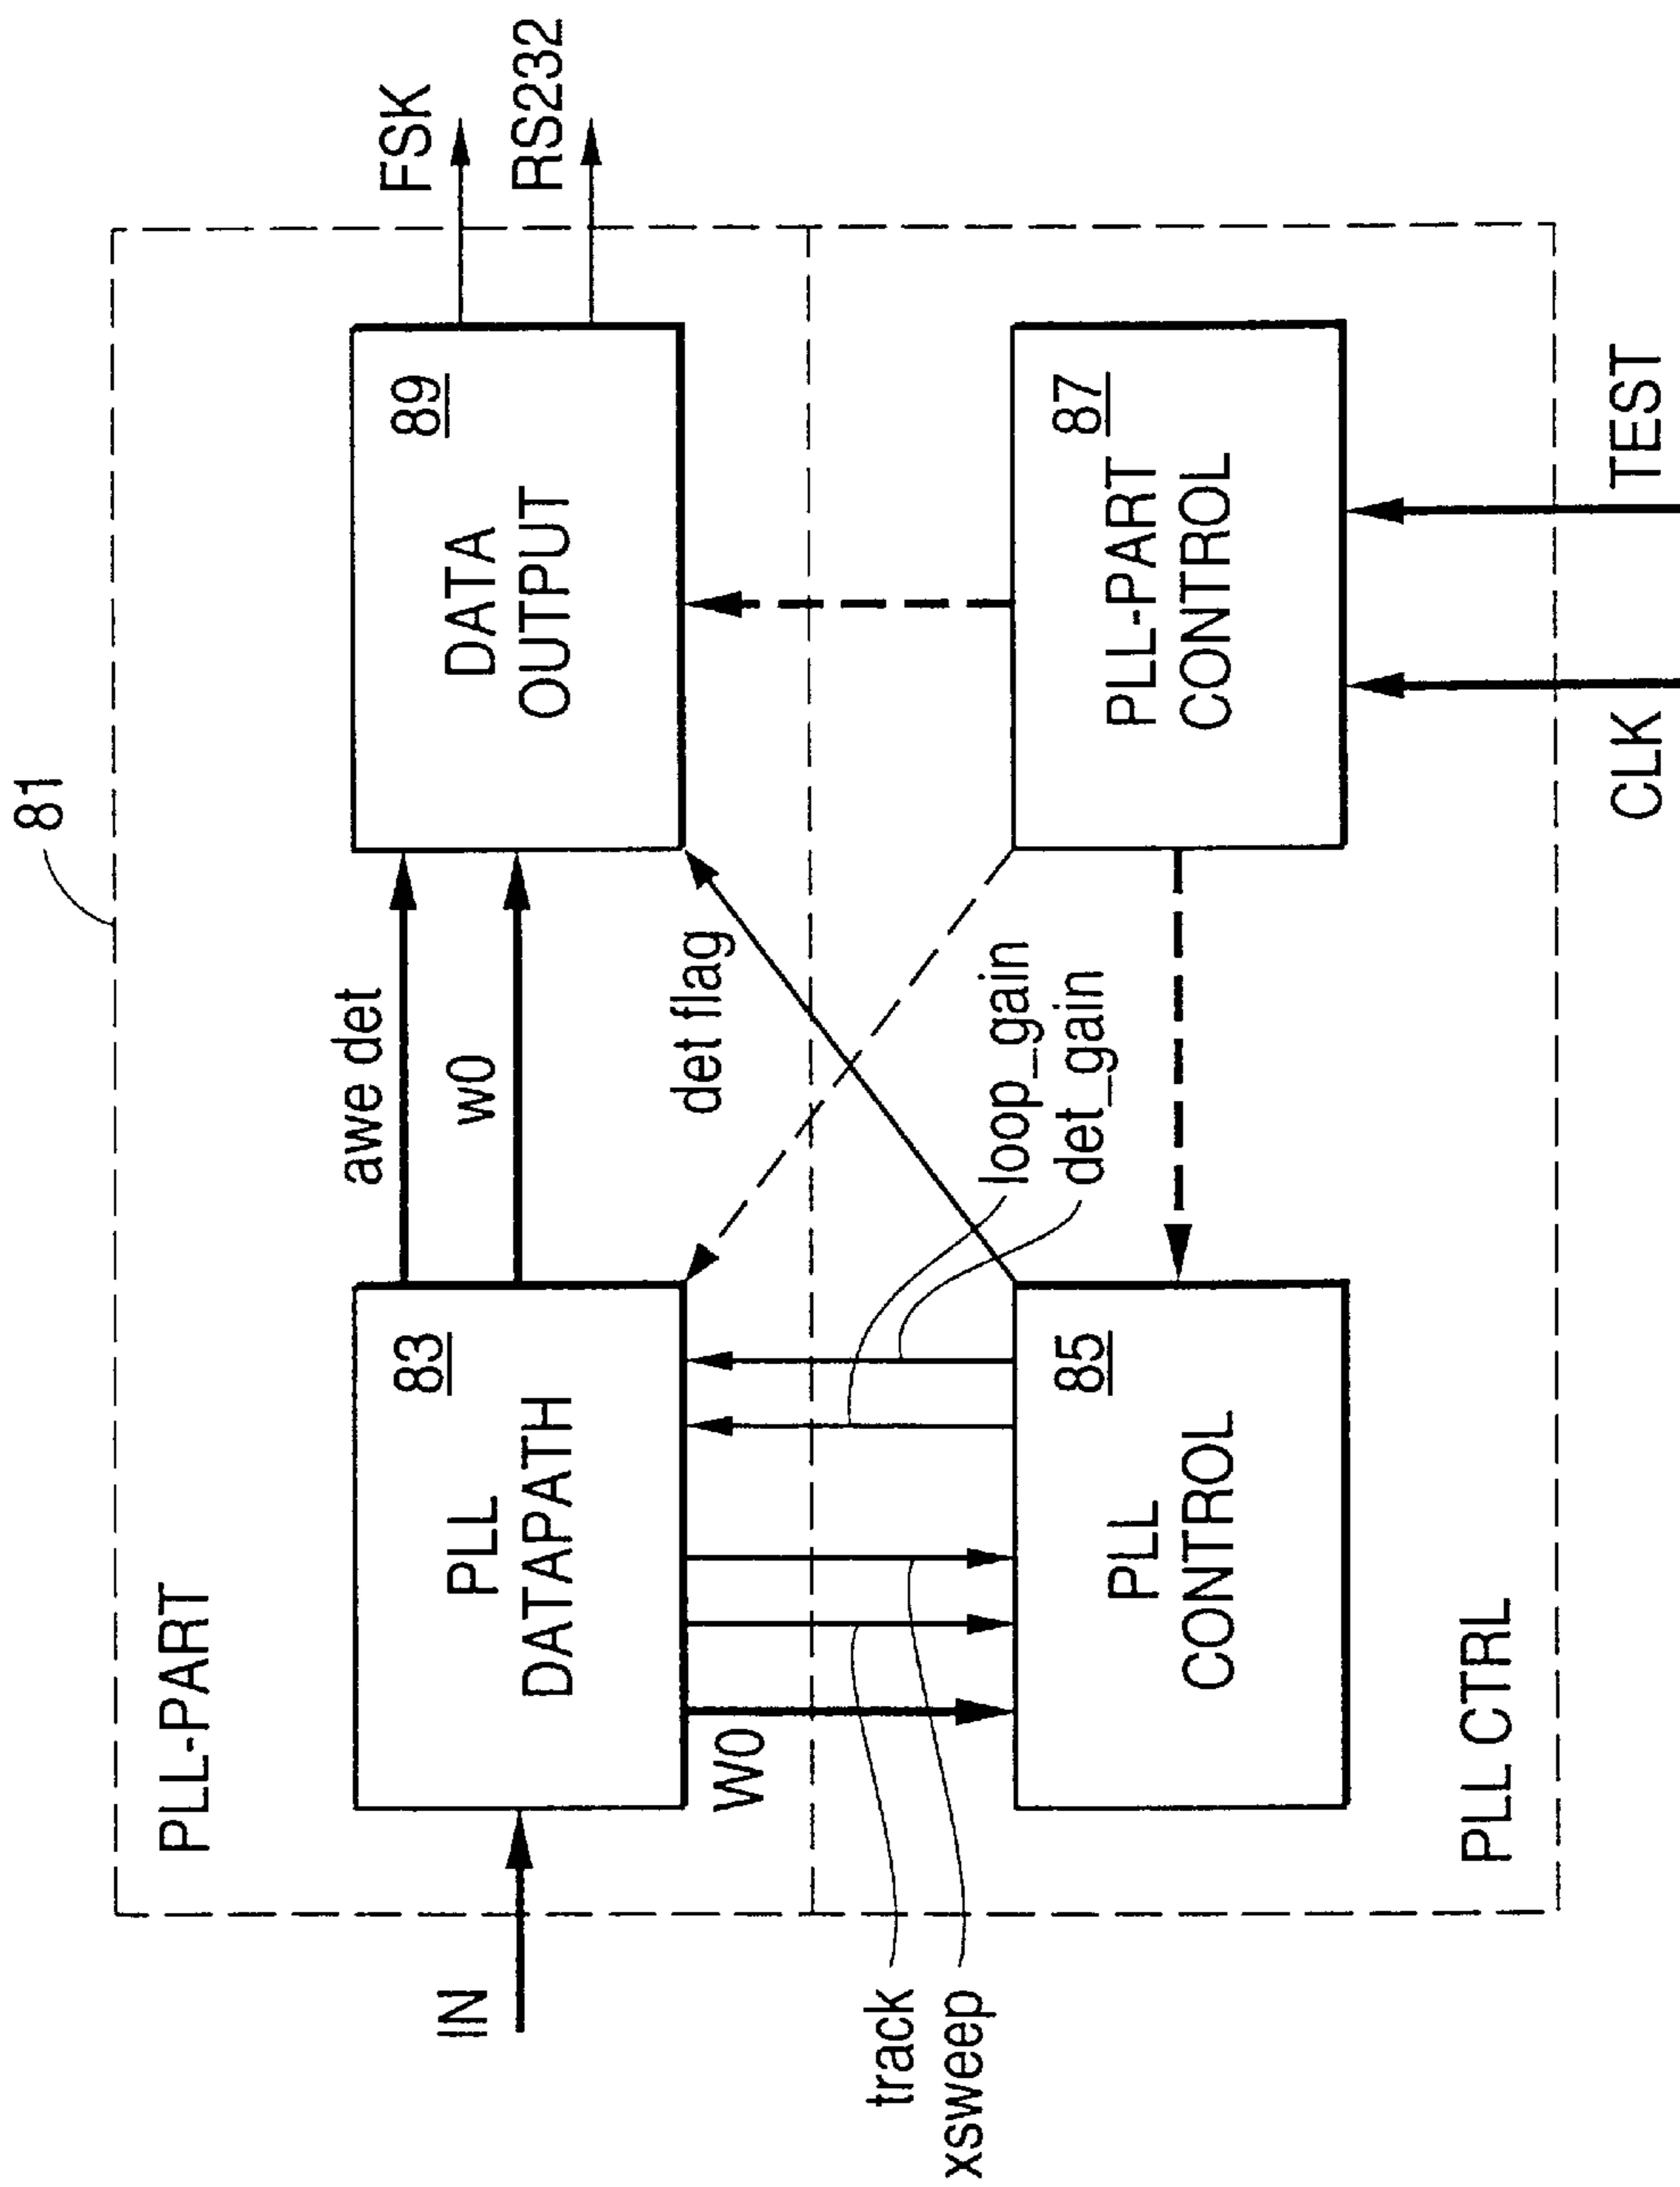 81
PLL-PART
IN
83
PLL
DATAPATH
awe det
w0
89
DATA
OUTPUT
FSK
RS232
W0
det flag
loop_gain
det_gain
track
xsweep
85
PLL
CONTROL
87
PLL-PART
CONTROL
PLL CTRL
CLK
TEST